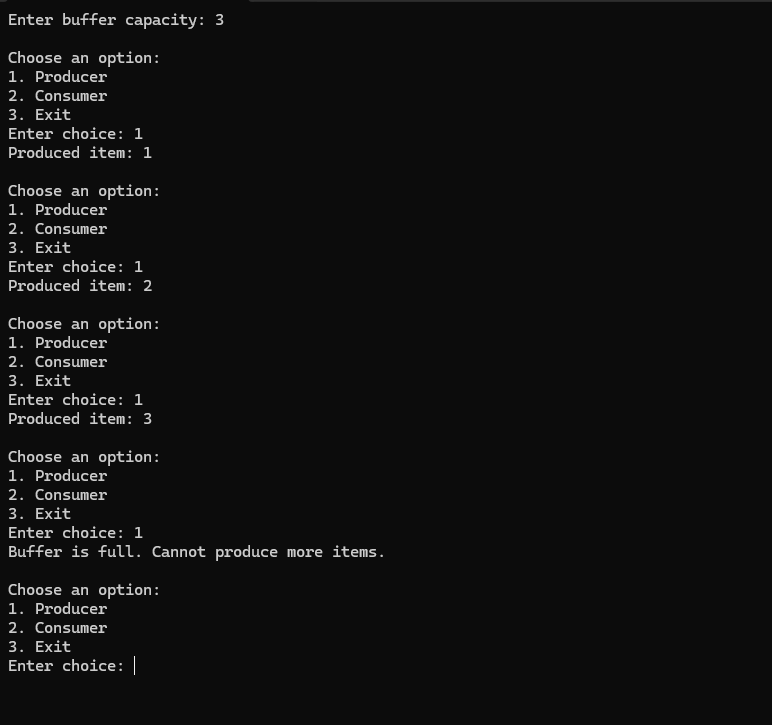 Enter buffer capacity: 3
Choose an option:
1. Producer
2. Consumer
3. Exit
Enter choice: 1
Produced item: 1
Choose an option:
1. Producer
2. Consumer
3. Exit
Enter choice: 1
Produced item: 2
Choose an option:
1. Producer
2. Consumer
3. Exit
Enter choice: 1
Produced item: 3
Choose an option:
1. Producer
2. Consumer
3. Exit
Enter choice: 1
Buffer is full. Cannot produce more items.
Choose an option:
1. Producer
2. Consumer
3. Exit
Enter choice: